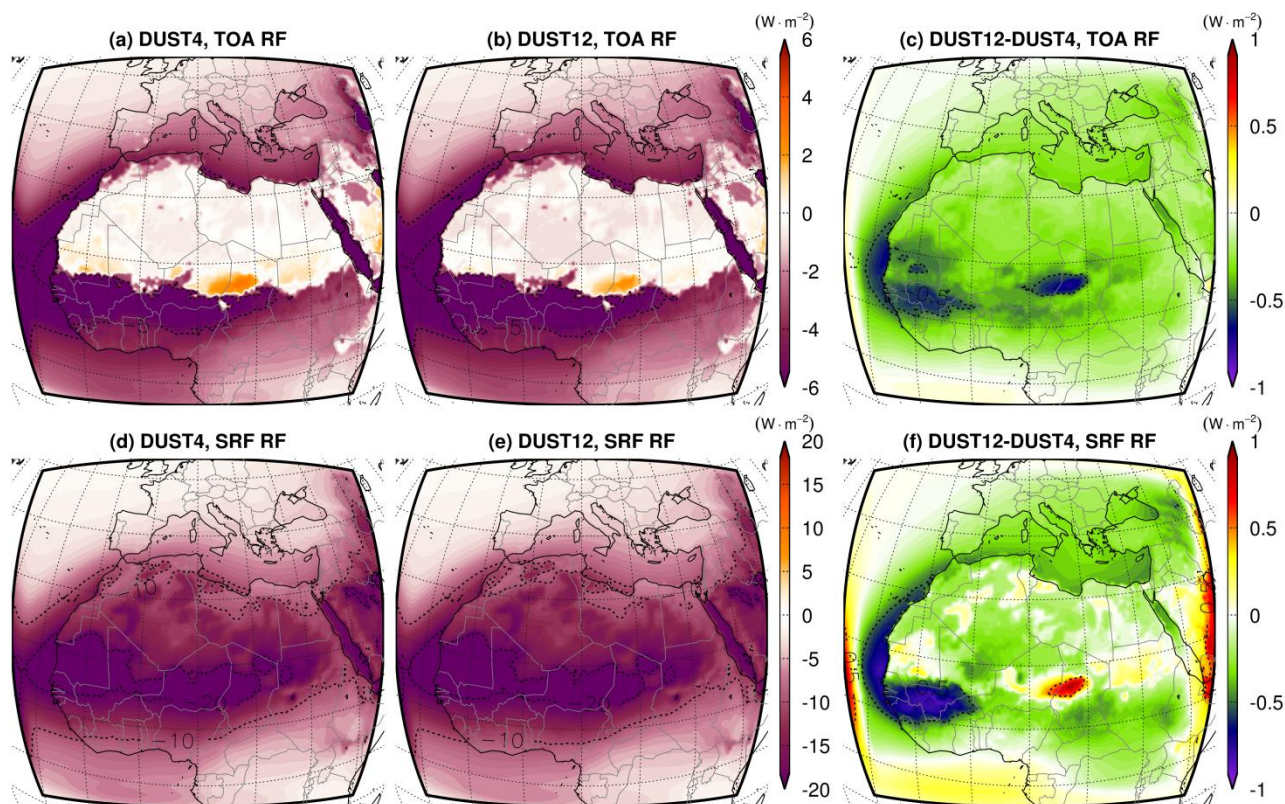 (W · m⁻²)
(W · m⁻²)
(a) DUST4, TOA RF
(b) DUST12, TOA RF
(c) DUST12-DUST4, TOA RF
6
4
2
0
-2
-4
-6
1
0.5
0
-0.5
-1
-5
(W · m⁻²)
(W · m⁻²)
(d) DUST4, SRF RF
(e) DUST12, SRF RF
(f) DUST12-DUST4, SRF RF
20
15
10
5
0
-5
-10
-15
-20
1
0.5
0
-0.5
-1
-10
-10